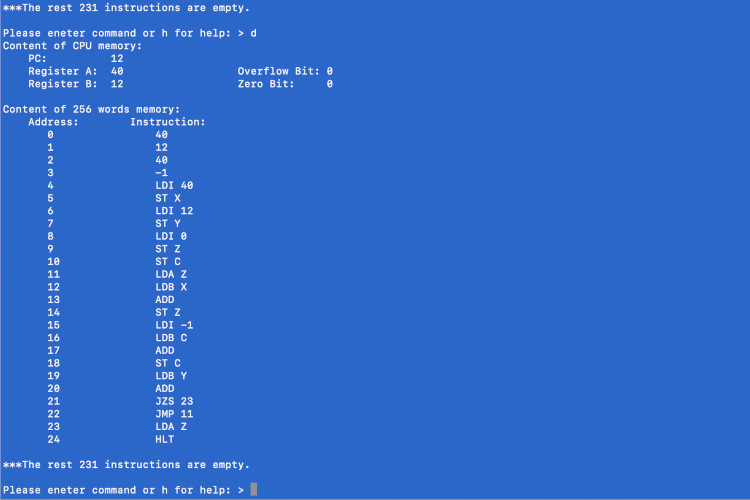 ***The rest 231 instructions are empty.
Please eneter command or h for help: > d
Content of CPU memory:
PC: 12
Register A: 40 Overflow Bit: 0
Register B: 12 Zero Bit: 0
Content of 256 words memory:
Address: Instruction:
0 40
1 12
2 40
3 -1
4 LDI 40
5 ST X
6 LDI 12
7 ST Y
8 LDI 0
9 ST Z
10 ST C
11 LDA Z
12 LDB X
13 ADD
14 ST Z
15 LDI -1
16 LDB C
17 ADD
18 ST C
19 LDB Y
20 ADD
21 JZS 23
22 JMP 11
23 LDA Z
24 HLT
***The rest 231 instructions are empty.
Please eneter command or h for help: >